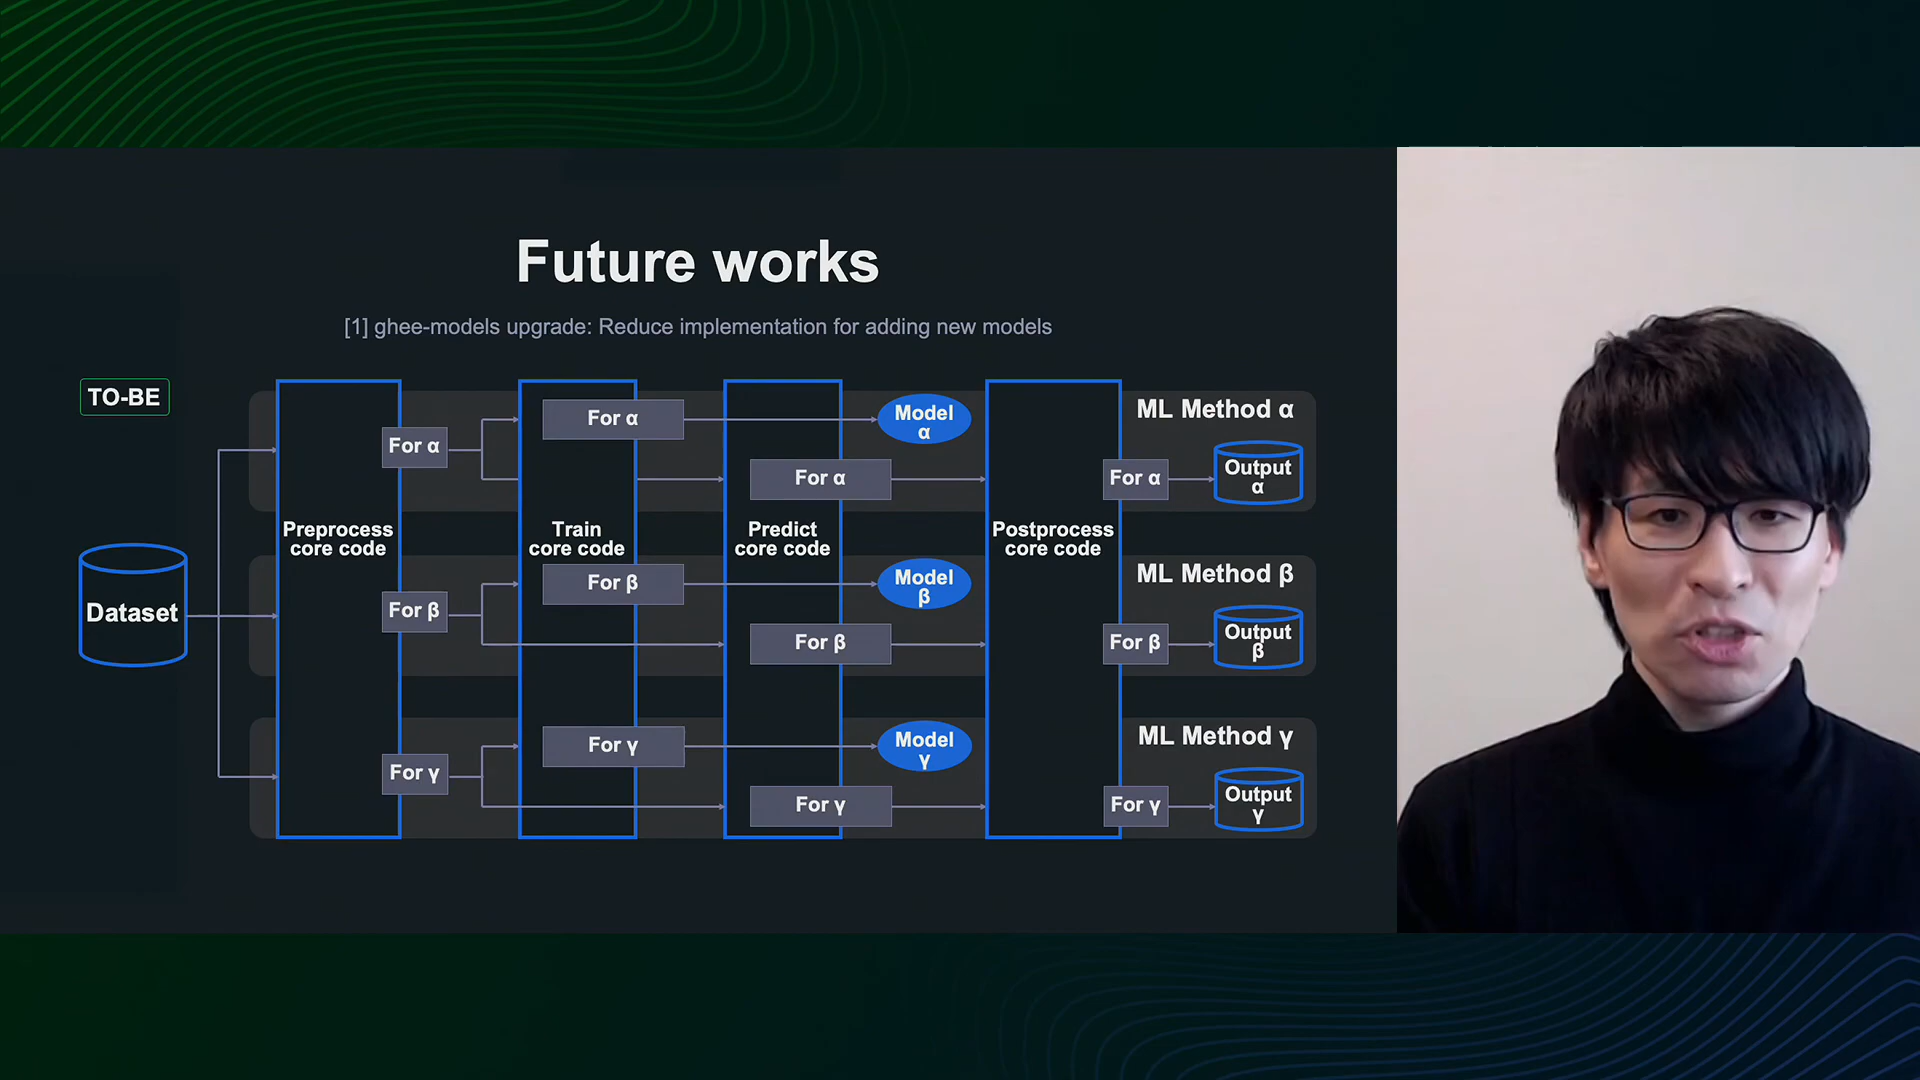 Future works
[1] ghee-models upgrade: Reduce implementation for adding new models
TO-BE
Dataset
Preprocess
core code
Train
core code
Predict
core code
Postprocess
core code
ML Method α
For α
For α
Model
α
For α
For α
Output
α
ML Method β
For β
For β
Model
β
For β
For β
Output
β
ML Method γ
For γ
For γ
Model
γ
For γ
For γ
Output
γ